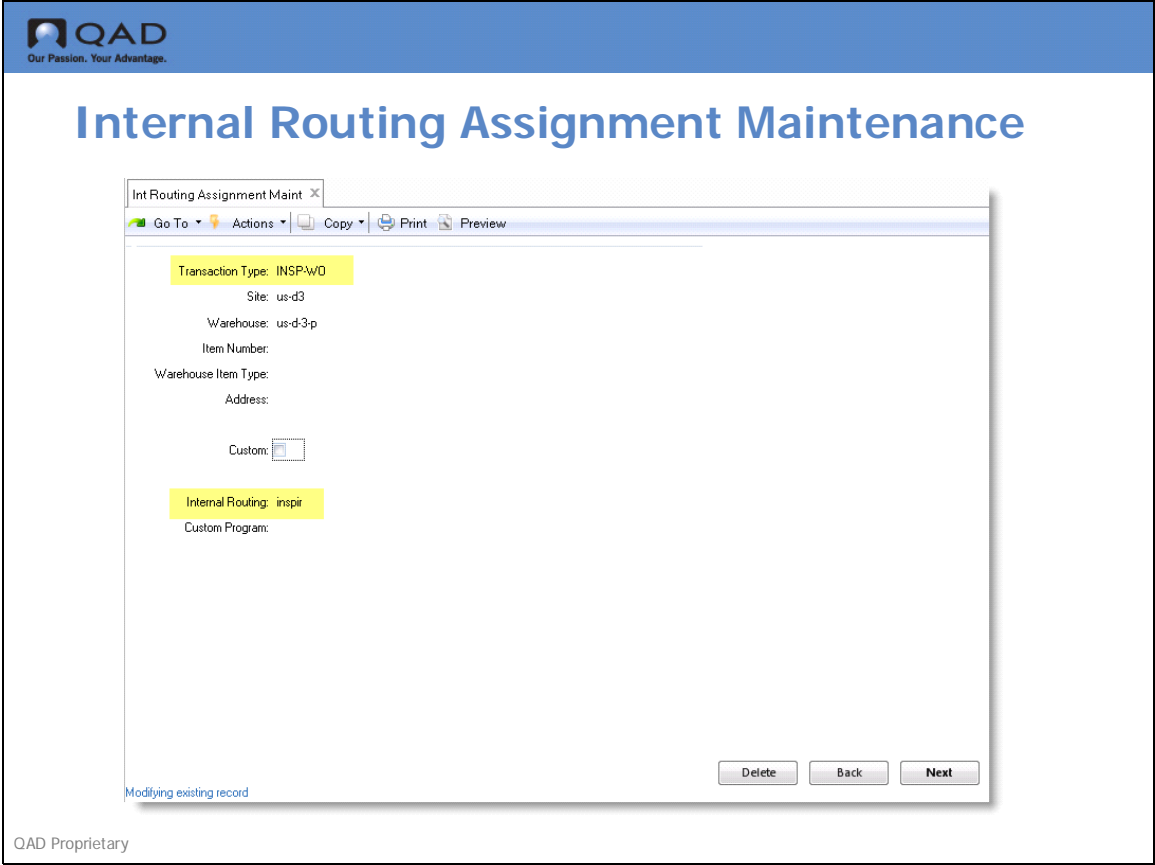 QAD
Our Passion. Your Advantage.
Internal Routing Assignment Maintenance
Int Routing Assignment Maint
Go To Actions Copy Print Preview
Transaction Type: INSP-WO
Site: us-d3
Warehouse: us-d-3-p
Item Number:
Warehouse Item Type:
Address:
Custom:
Internal Routing: inspir
Custom Program:
Delete Back Next
Modifying existing record
QAD Proprietary